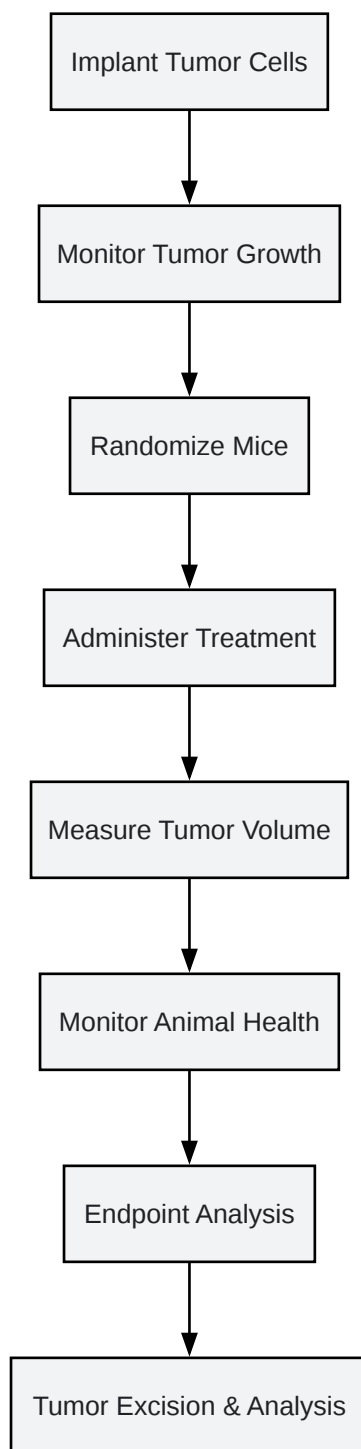 Implant Tumor Cells
Monitor Tumor Growth
Randomize Mice
Administer Treatment
Measure Tumor Volume
Monitor Animal Health
Endpoint Analysis
Tumor Excision & Analysis